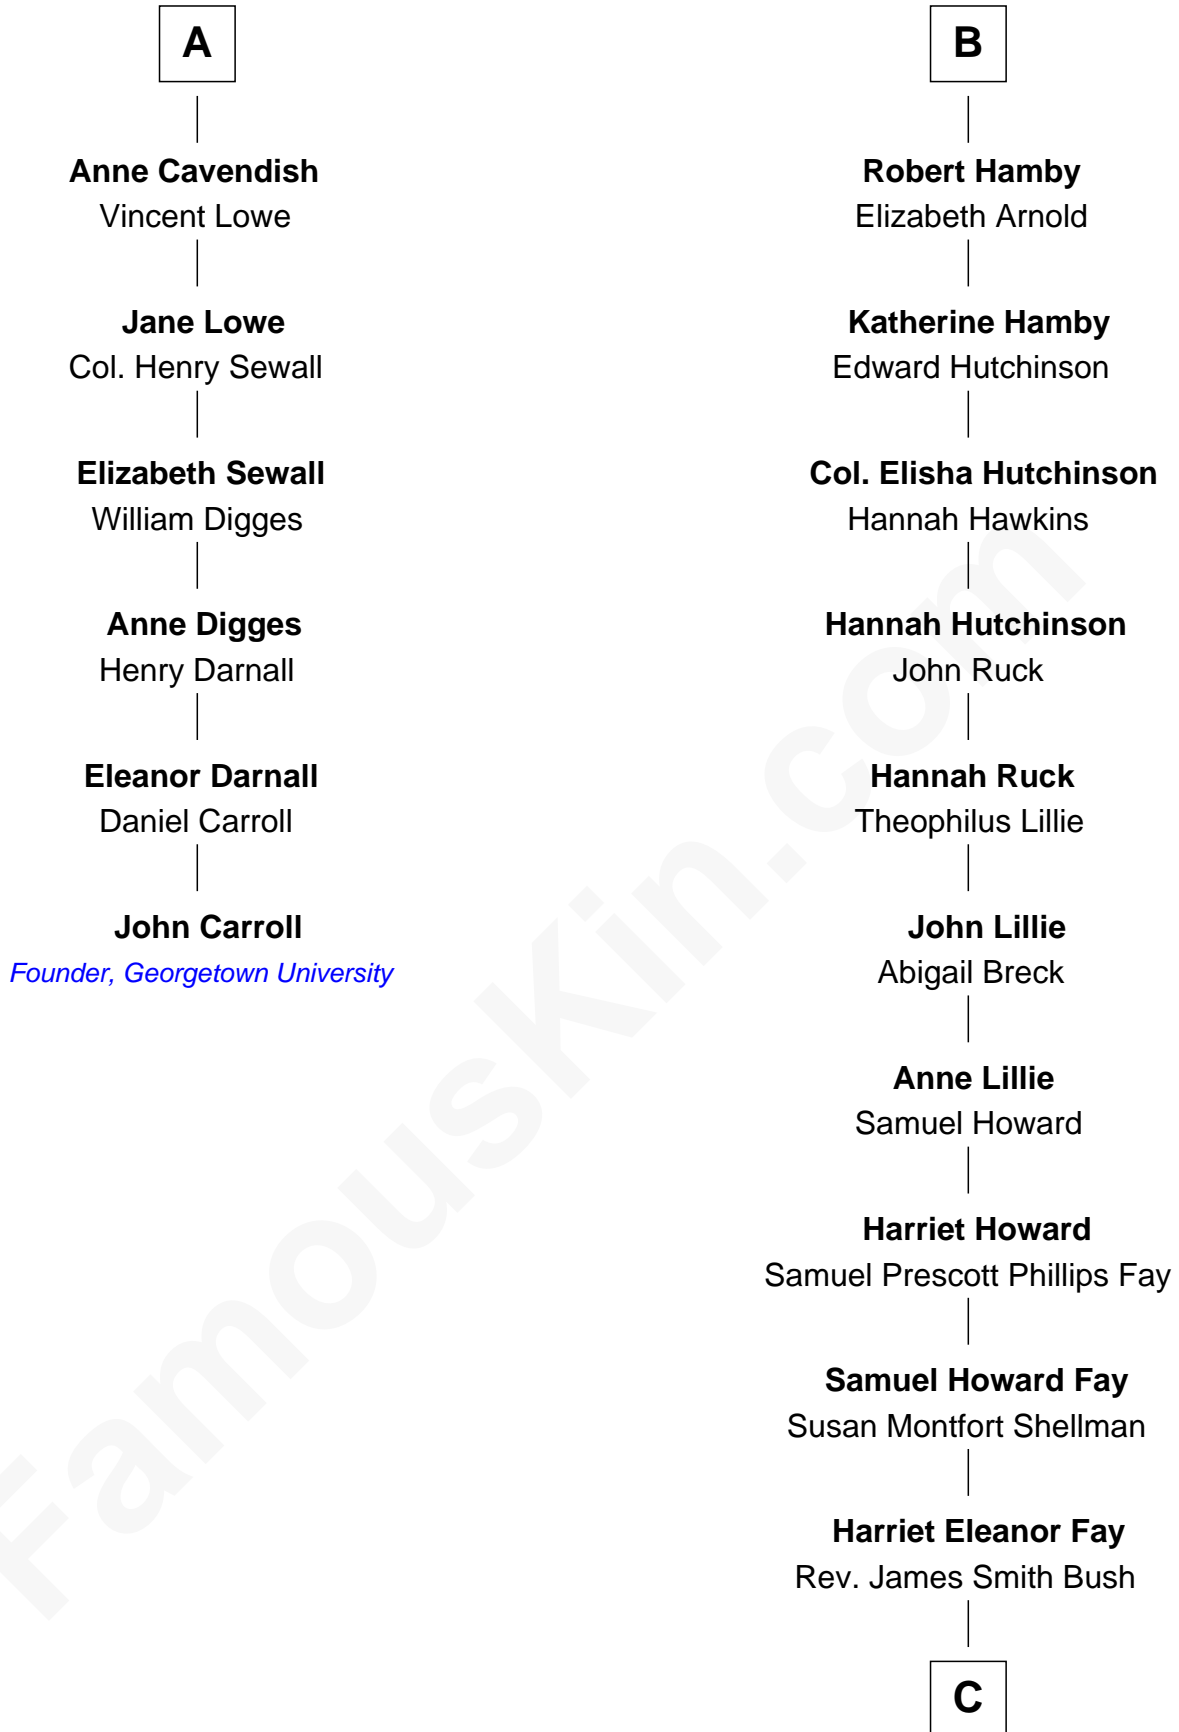 A
Anne Cavendish
Vincent Lowe
Jane Lowe
Col. Henry Sewall
Elizabeth Sewall
William Digges
Anne Digges
Henry Darnall
Eleanor Darnall
Daniel Carroll
John Carroll
Founder, Georgetown University
B
Robert Hamby
Elizabeth Arnold
Katherine Hamby
Edward Hutchinson
Col. Elisha Hutchinson
Hannah Hawkins
Hannah Hutchinson
John Ruck
Hannah Ruck
Theophilus Lillie
John Lillie
Abigail Breck
Anne Lillie
Samuel Howard
Harriet Howard
Samuel Prescott Phillips Fay
Samuel Howard Fay
Susan Montfort Shellman
Harriet Eleanor Fay
Rev. James Smith Bush
C
FamousKin.com